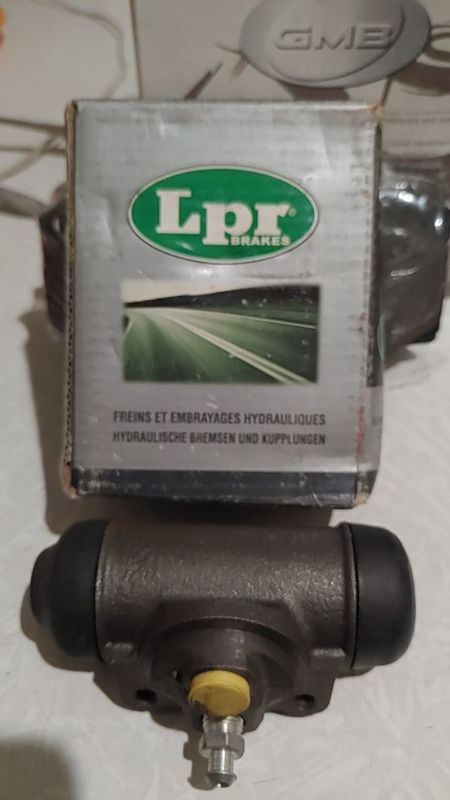 GMB
Lpr®
BRAKES
FREINS ET EMBRAYAGES HYDRAULIQUES
HYDRAULISCHE BREMSEN UND KUPPLUNGEN